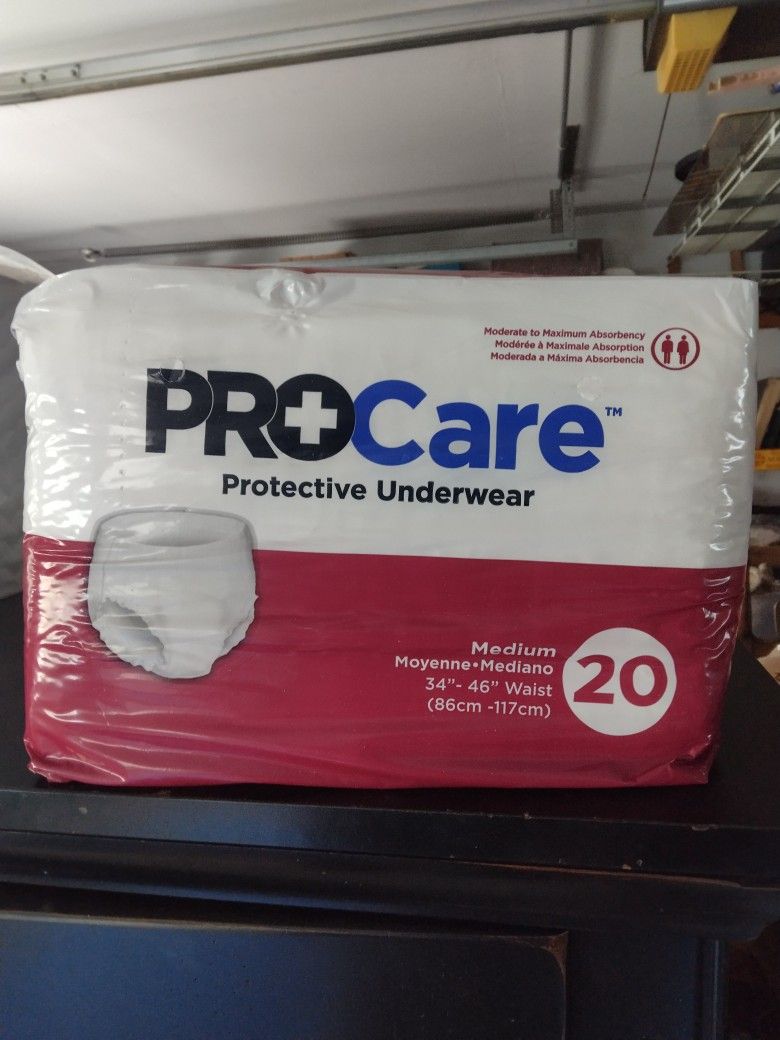 Moderate to Maximum Absorbency
Modérée à Maximale Absorption
Moderada a Máxima Absorbencia
PROCare™
Protective Underwear
Medium
Moyenne•Mediano
34”- 46” Waist
(86cm -117cm)
20